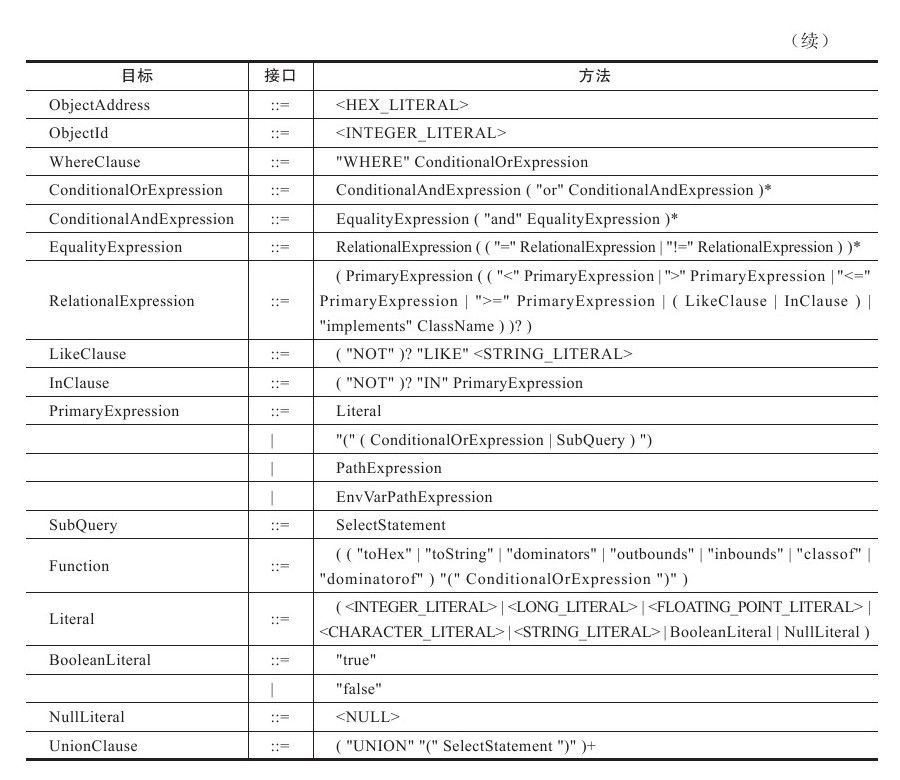 （续）
目标 接口 方法
ObjectAddress ::= <HEX_LITERAL>
ObjectId ::= <INTEGER_LITERAL>
WhereClause ::= "WHERE" ConditionalOrExpression
ConditionalOrExpression ::= ConditionalAndExpression ( "or" ConditionalAndExpression )*
ConditionalAndExpression ::= EqualityExpression ( "and" EqualityExpression )*
EqualityExpression ::= RelationalExpression ( ( "=" RelationalExpression | "!=" RelationalExpression ) )*
RelationalExpression ::= ( PrimaryExpression ( ( "<" PrimaryExpression | ">" PrimaryExpression | "<="
PrimaryExpression | ">=" PrimaryExpression | ( LikeClause | InClause ) |
"implements" ClassName ) )? )
LikeClause ::= ( "NOT" )? "LIKE" <STRING_LITERAL>
InClause ::= ( "NOT" )? "IN" PrimaryExpression
PrimaryExpression ::= Literal
| "(" ( ConditionalOrExpression | SubQuery ) ")
| PathExpression
| EnvVarPathExpression
SubQuery ::= SelectStatement
Function ::= ( ( "toHex" | "toString" | "dominators" | "outbounds" | "inbounds" | "classof" |
"dominatorof" ) "(" ConditionalOrExpression ")" )
Literal ::= ( <INTEGER_LITERAL> | <LONG_LITERAL> | <FLOATING_POINT_LITERAL> |
<CHARACTER_LITERAL> | <STRING_LITERAL> | BooleanLiteral | NullLiteral )
BooleanLiteral ::= "true"
| "false"
NullLiteral ::= <NULL>
UnionClause ::= ( "UNION" "(" SelectStatement ")" )+